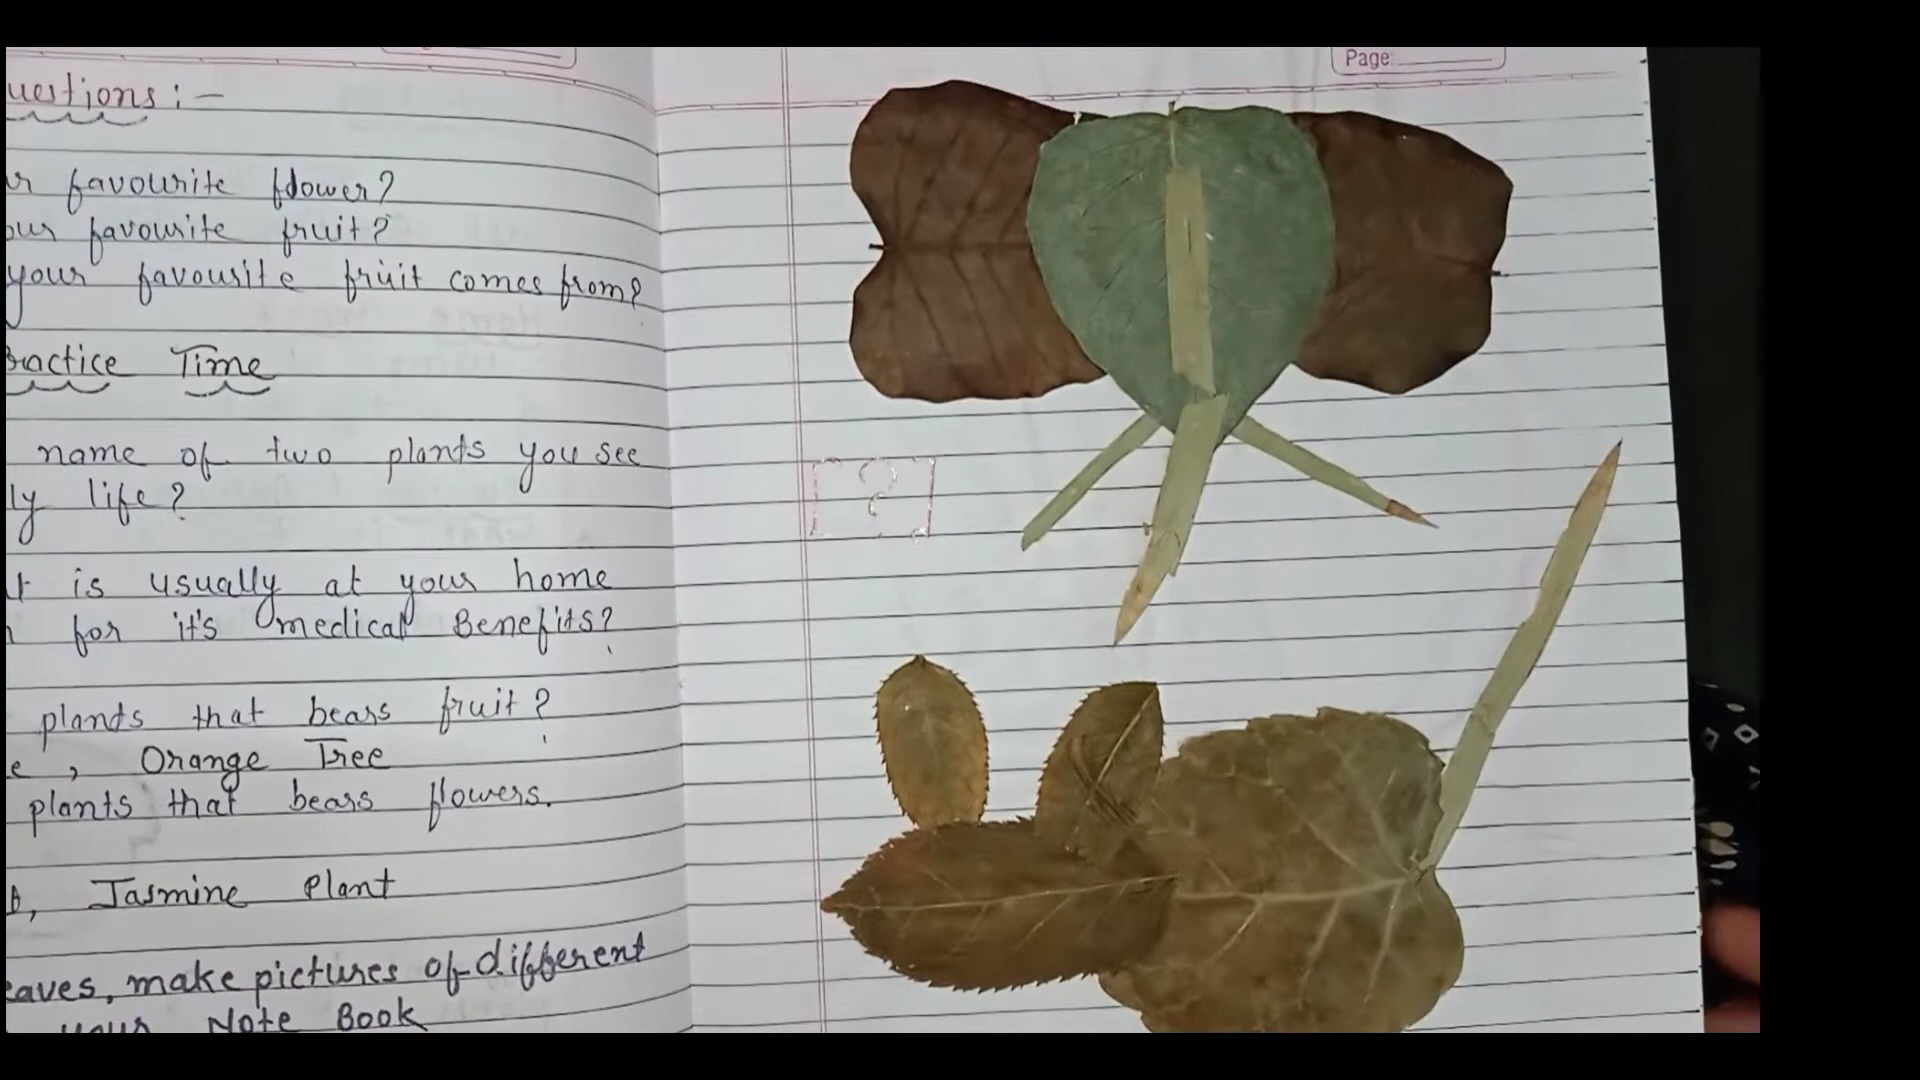 uestions :-
ur favourite flower?
our favourite fruit?
your favourite fruit comes from?
Practice Time
name of two plants you see
ly life?
t is usually at your home
for it's medical Benefits?
plants that bears fruit?
e, Orange Tree
plants that bears flowers.
Jasmine Plant
eaves, make pictures of different
your Note Book
Page:
?